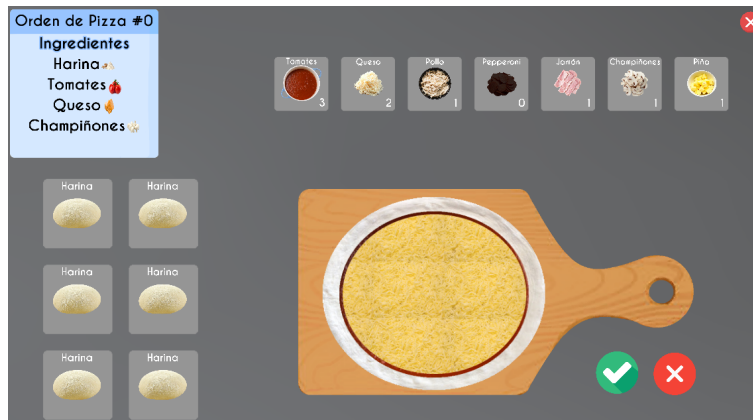 Orden de Pizza #0
Ingredientes
Harina
Tomates
Queso
Champiñones
Tomates
3
Queso
2
Pollo
1
Pepperoni
0
Jamón
1
Champiñones
1
Piña
1
Harina
Harina
Harina
Harina
Harina
Harina